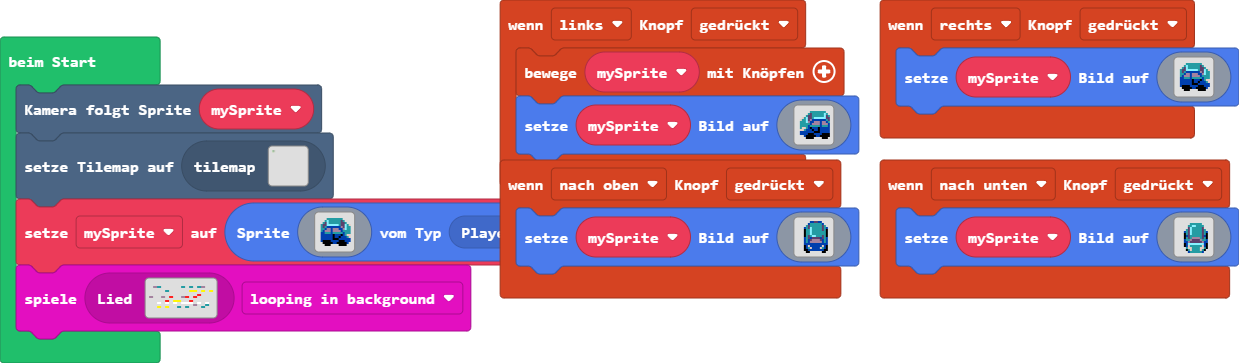 beim Start
Kamera folgt Sprite mySprite
setze Tilemap auf tilemap
setze mySprite auf Sprite vom Typ
spiele Lied looping in background
wenn links Knopf gedrückt
bewege mySprite mit Knöpfen
setze mySprite Bild auf
wenn nach oben Knopf gedrückt
setze mySprite Bild auf
wenn rechts Knopf gedrückt
setze mySprite Bild auf
wenn nach unten Knopf gedrückt
setze mySprite Bild auf